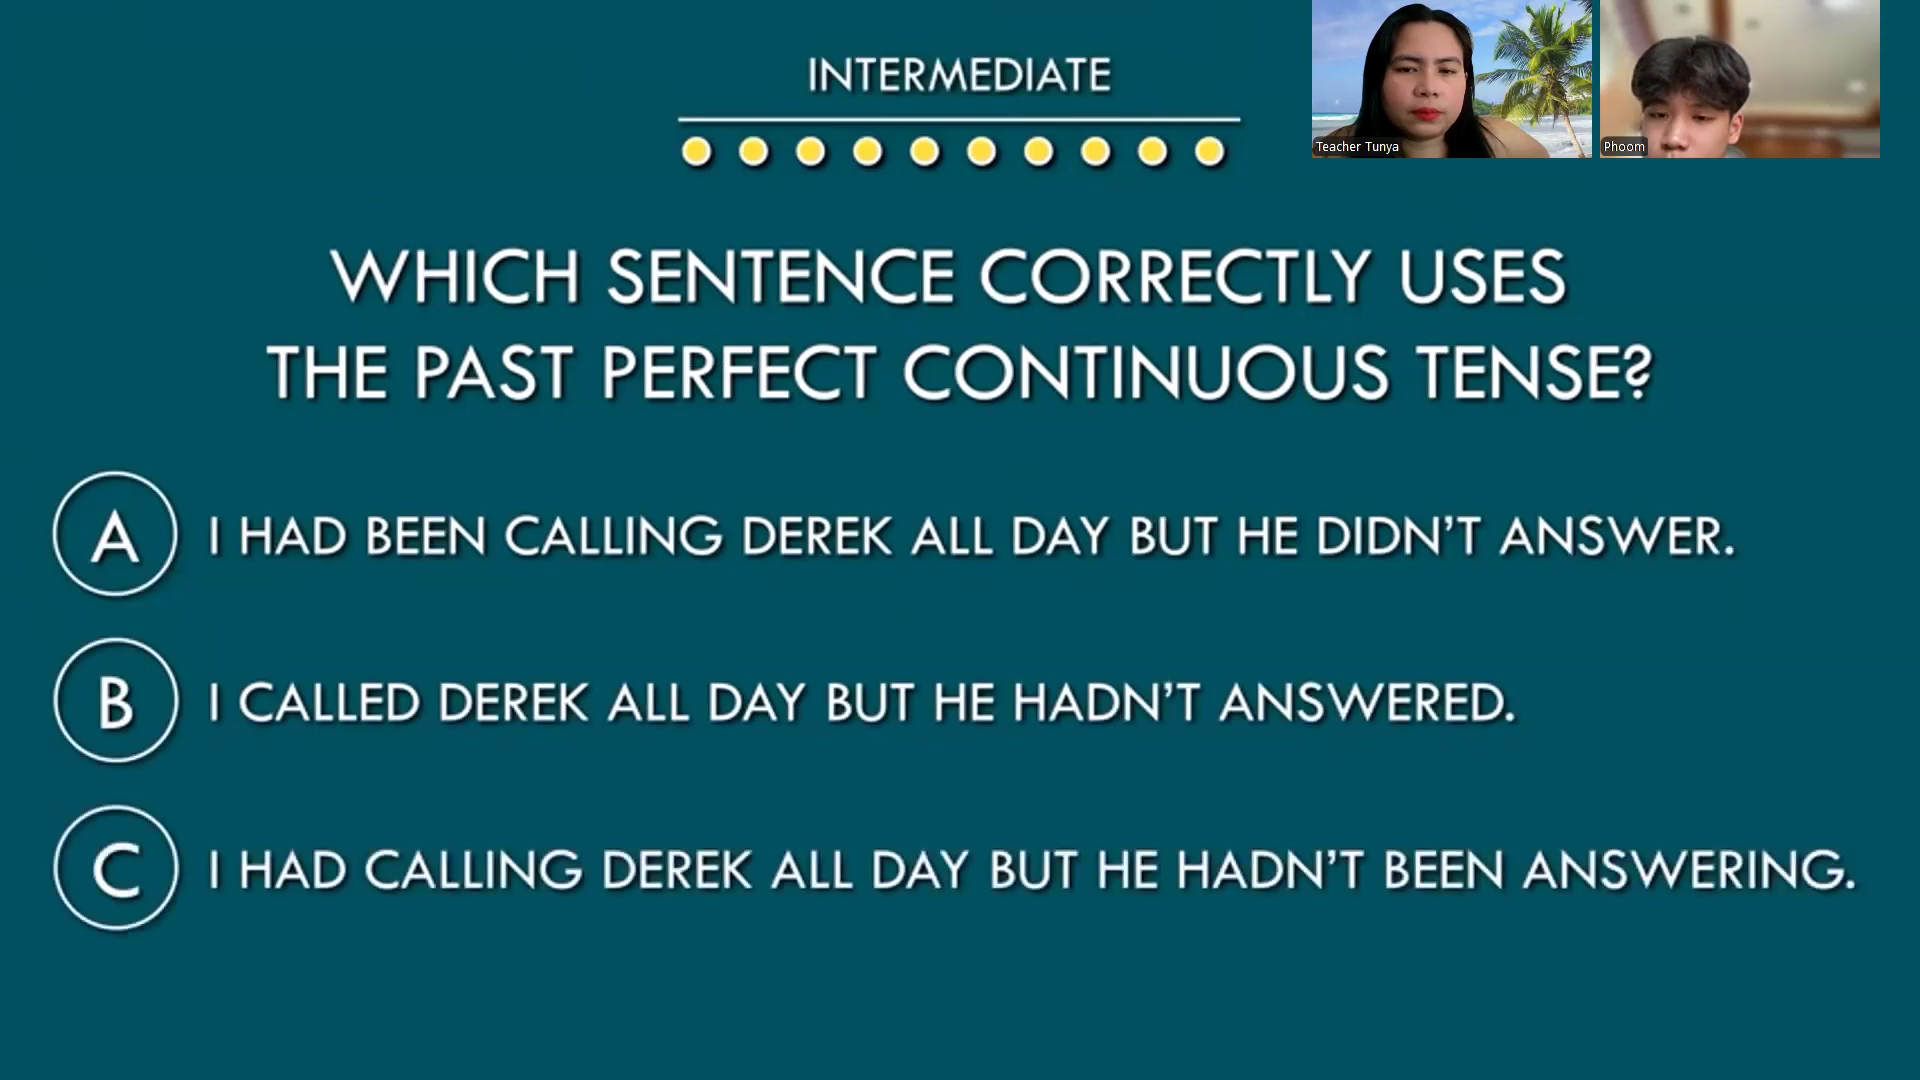 INTERMEDIATE
Teacher Tunya
Phoom
WHICH SENTENCE CORRECTLY USES
THE PAST PERFECT CONTINUOUS TENSE?
A I HAD BEEN CALLING DEREK ALL DAY BUT HE DIDN'T ANSWER.
B I CALLED DEREK ALL DAY BUT HE HADN'T ANSWERED.
C I HAD CALLING DEREK ALL DAY BUT HE HADN'T BEEN ANSWERING.